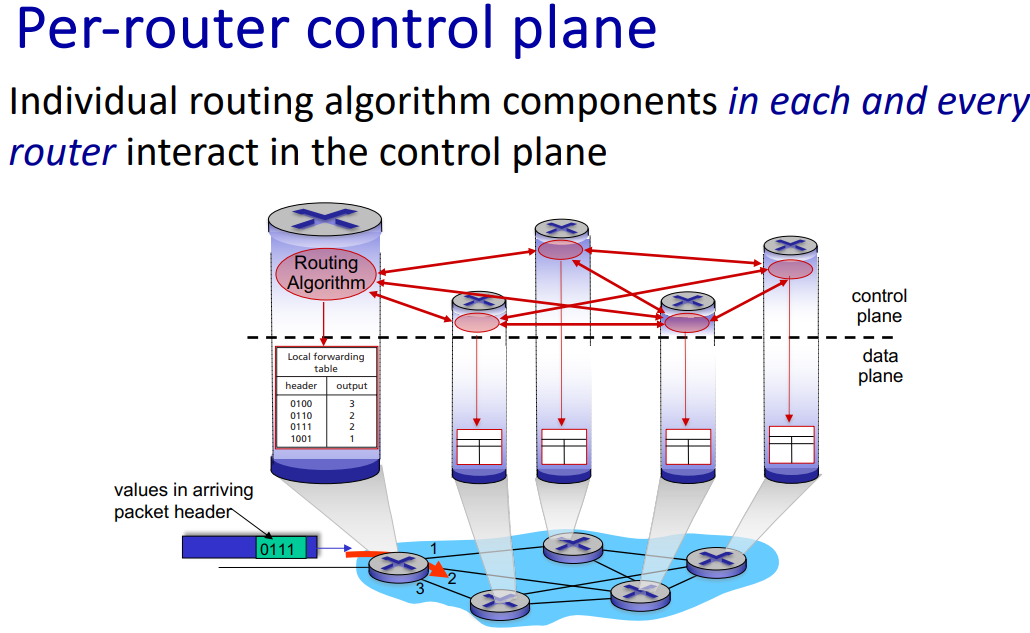 Per-router control plane
Individual routing algorithm components in each and every
router interact in the control plane
Routing
Algorithm
control
plane
data
plane
Local forwarding
table
header output
0100 3
0110 2
0111 2
1001 1
values in arriving
packet header
0111
1
2
3